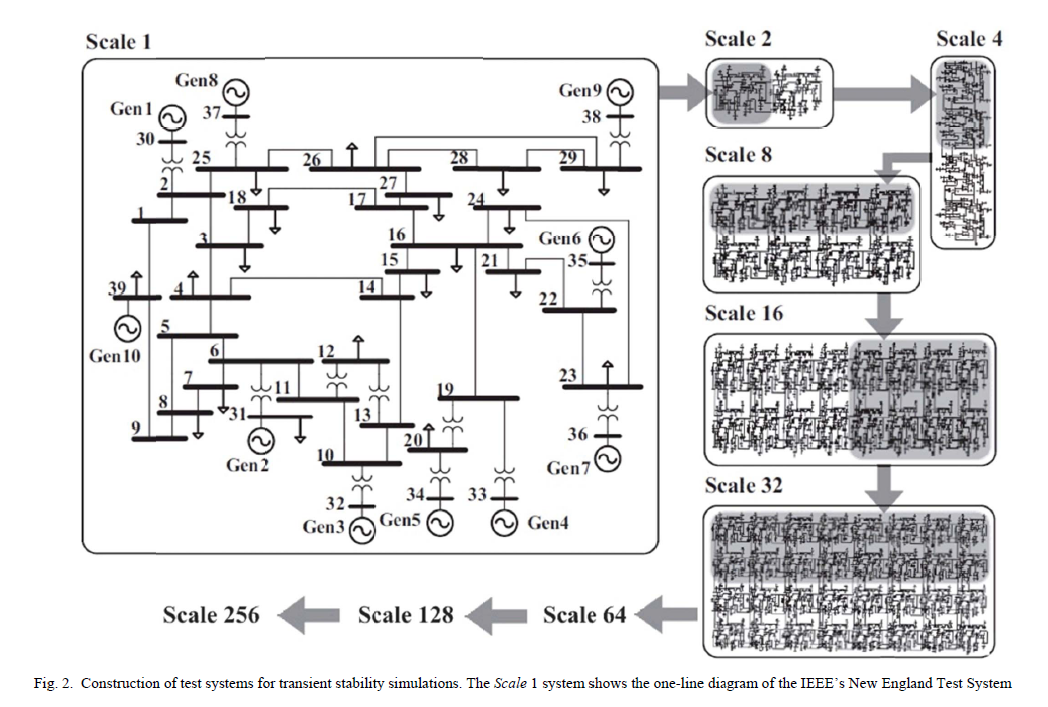 Scale 1
Scale 2
Scale 4
Gen8
Gen9
Gen1
37
38
30
Scale 8
25
26
28
29
2
27
18
17
24
1
16
Gen6
3
15
21
35
39
4
14
22
Scale 16
5
Gen10
6
12
7
11
19
23
8
31
13
9
20
36
10
Gen2
Gen7
Scale 32
32
34
33
Gen3
Gen5
Gen4
Scale 256
Scale 128
Scale 64
Fig. 2. Construction of test systems for transient stability simulations. The Scale 1 system shows the one-line diagram of the IEEE’s New England Test System